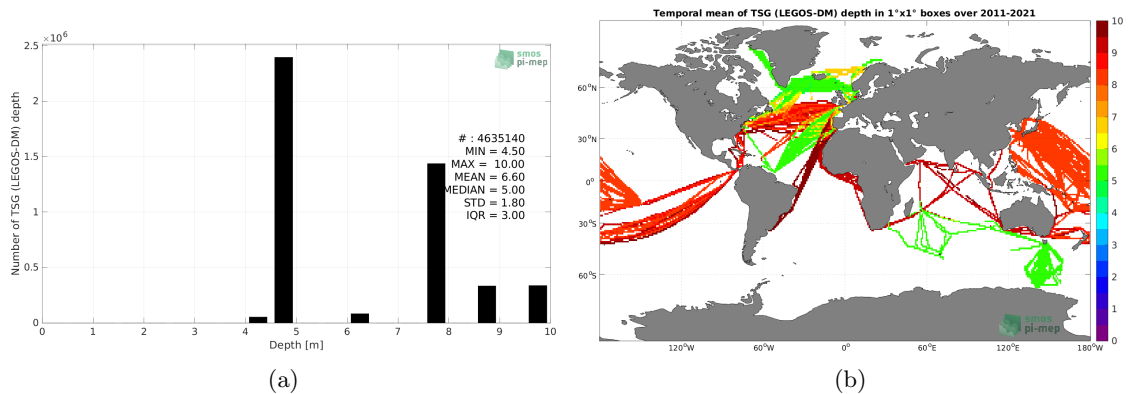 Temporal mean of TSG (LEGOS-DM) depth in 1°x1° boxes over 2011-2021
×10⁶
2.5
2
1.5
1
0.5
0
Number of TSG (LEGOS-DM) depth
smos
pi-mep
# : 4635140
MIN = 4.50
MAX = 10.00
MEAN = 6.60
MEDIAN = 5.00
STD = 1.80
IQR = 3.00
0 1 2 3 4 5 6 7 8 9 10
Depth [m]
(a)
60°N
30°N
0°
30°S
60°S
120°W 60°W 0° 60°E 120°E 180°W
smos
pi-mep
10
9
8
7
6
5
4
3
2
1
0
(b)